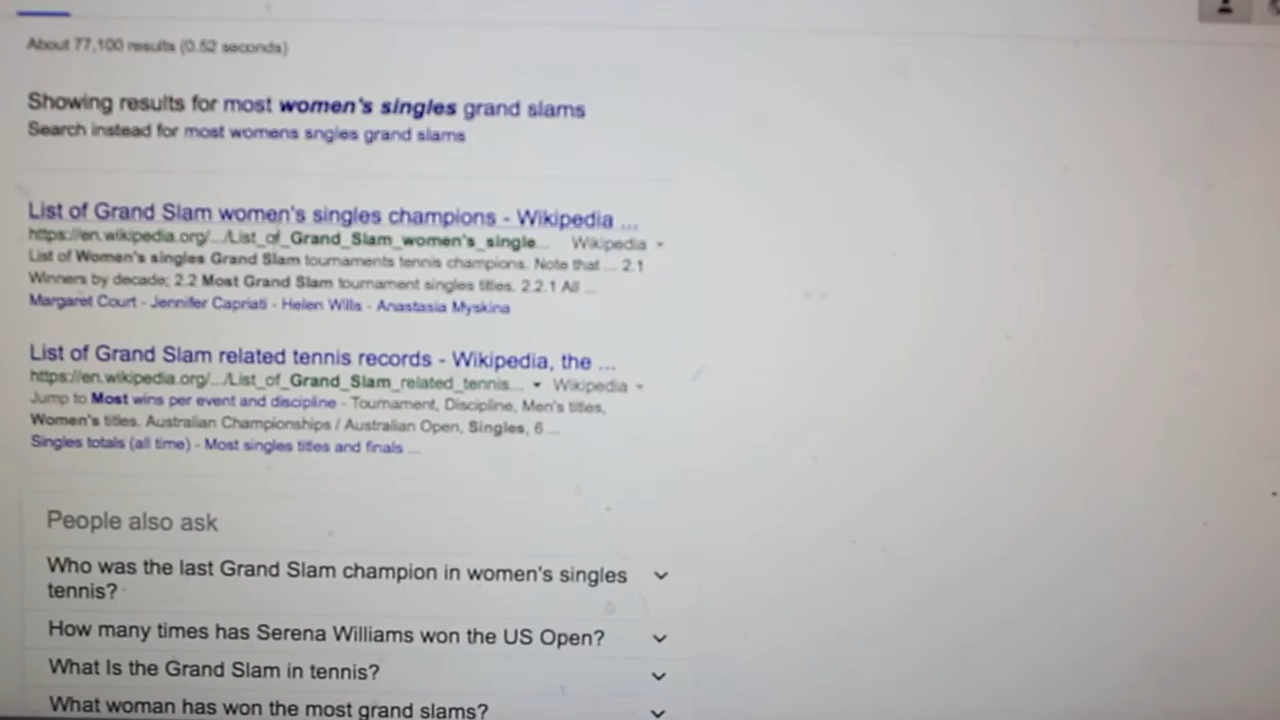 About 77,100 results (0.52 seconds)
Showing results for most women's singles grand slams
Search instead for most womens sngles grand slams
List of Grand Slam women's singles champions - Wikipedia ...
https://en.wikipedia.org/.../List_of_Grand_Slam_women's_single... Wikipedia
List of Women's singles Grand Slam tournaments tennis champions. Note that ... 2.1
Winners by decade; 2.2 Most Grand Slam tournament singles titles. 2.2.1 All ...
Margaret Court - Jennifer Capriati - Helen Wills - Anastasia Myskina
List of Grand Slam related tennis records - Wikipedia, the ...
https://en.wikipedia.org/.../List_of_Grand_Slam_related_tennis... Wikipedia
Jump to Most wins per event and discipline - Tournament, Discipline, Men's titles,
Women's titles. Australian Championships / Australian Open, Singles, 6 ...
Singles totals (all time) - Most singles titles and finals ...
People also ask
Who was the last Grand Slam champion in women's singles
tennis?
How many times has Serena Williams won the US Open?
What Is the Grand Slam in tennis?
What woman has won the most grand slams?